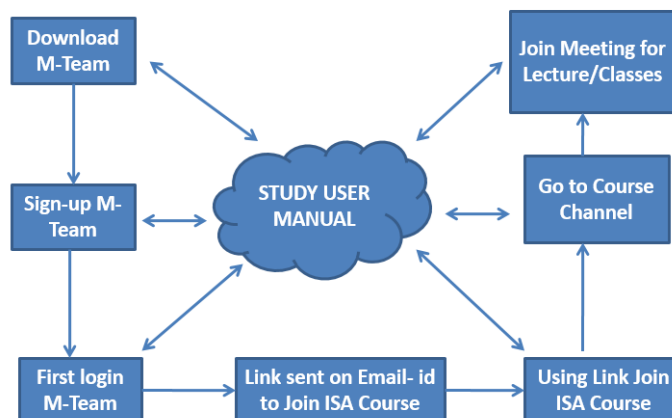 Download
M-Team
Join Meeting for
Lecture/Classes
Sign-up M-
Team
STUDY USER
MANUAL
Go to Course
Channel
First login
M-Team
Link sent on Email- id
to Join ISA Course
Using Link Join
ISA Course